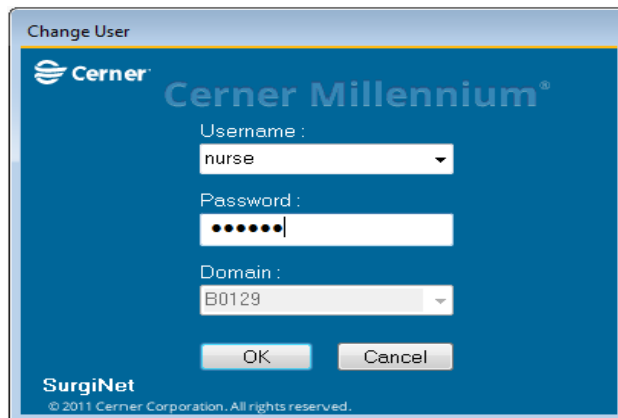 Change User
Cerner
Cerner Millennium®
Username :
nurse
Password :
●●●●●●
Domain :
B0129
OK Cancel
SurgiNet
© 2011 Cerner Corporation. All rights reserved.